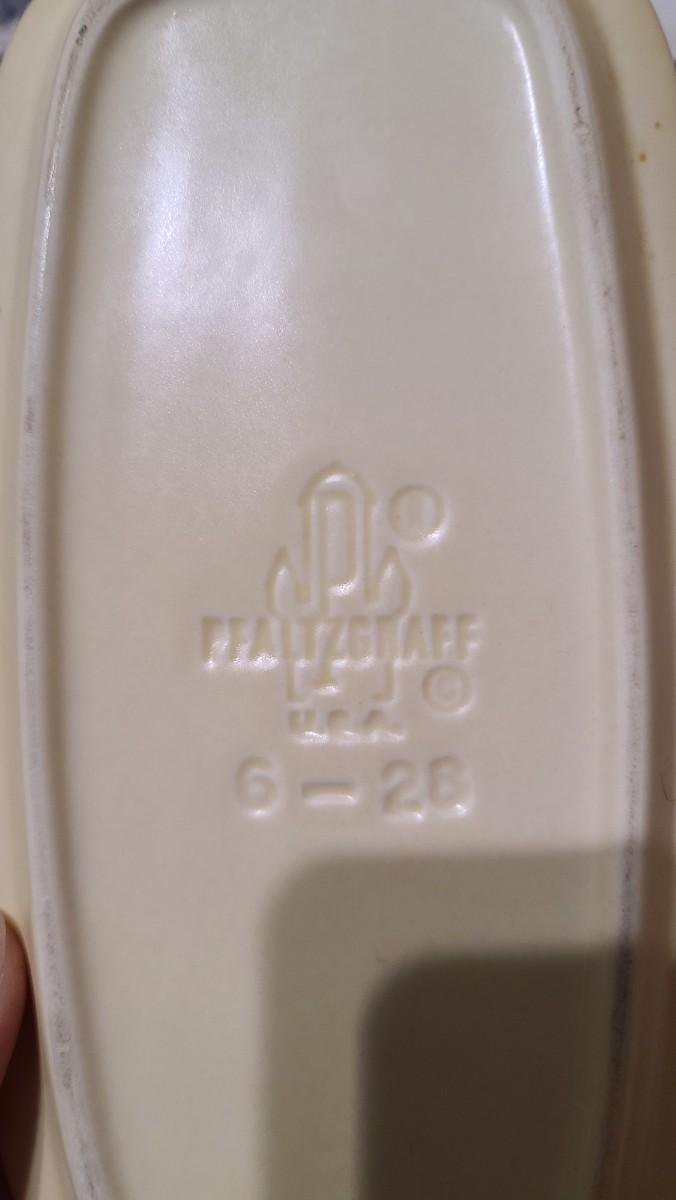 P ®
PFALTZGRAFF
©
U.S.A.
6-28